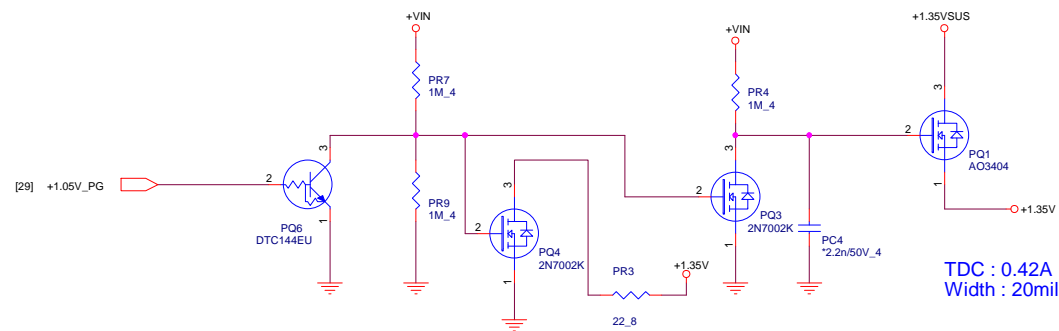 +VIN
+VIN
+1.35VSUS
PR7
1M_4
PR4
1M_4
3
2
PQ1
AO3404
1
[29] +1.05V_PG
2
3
1
PQ6
DTC144EU
PR9
1M_4
3
2
PQ4
2N7002K
1
3
2
PQ3
2N7002K
1
PC4
*2.2n/50V_4
+1.35V
PR3
+1.35V
22_8
TDC : 0.42A
Width : 20mil